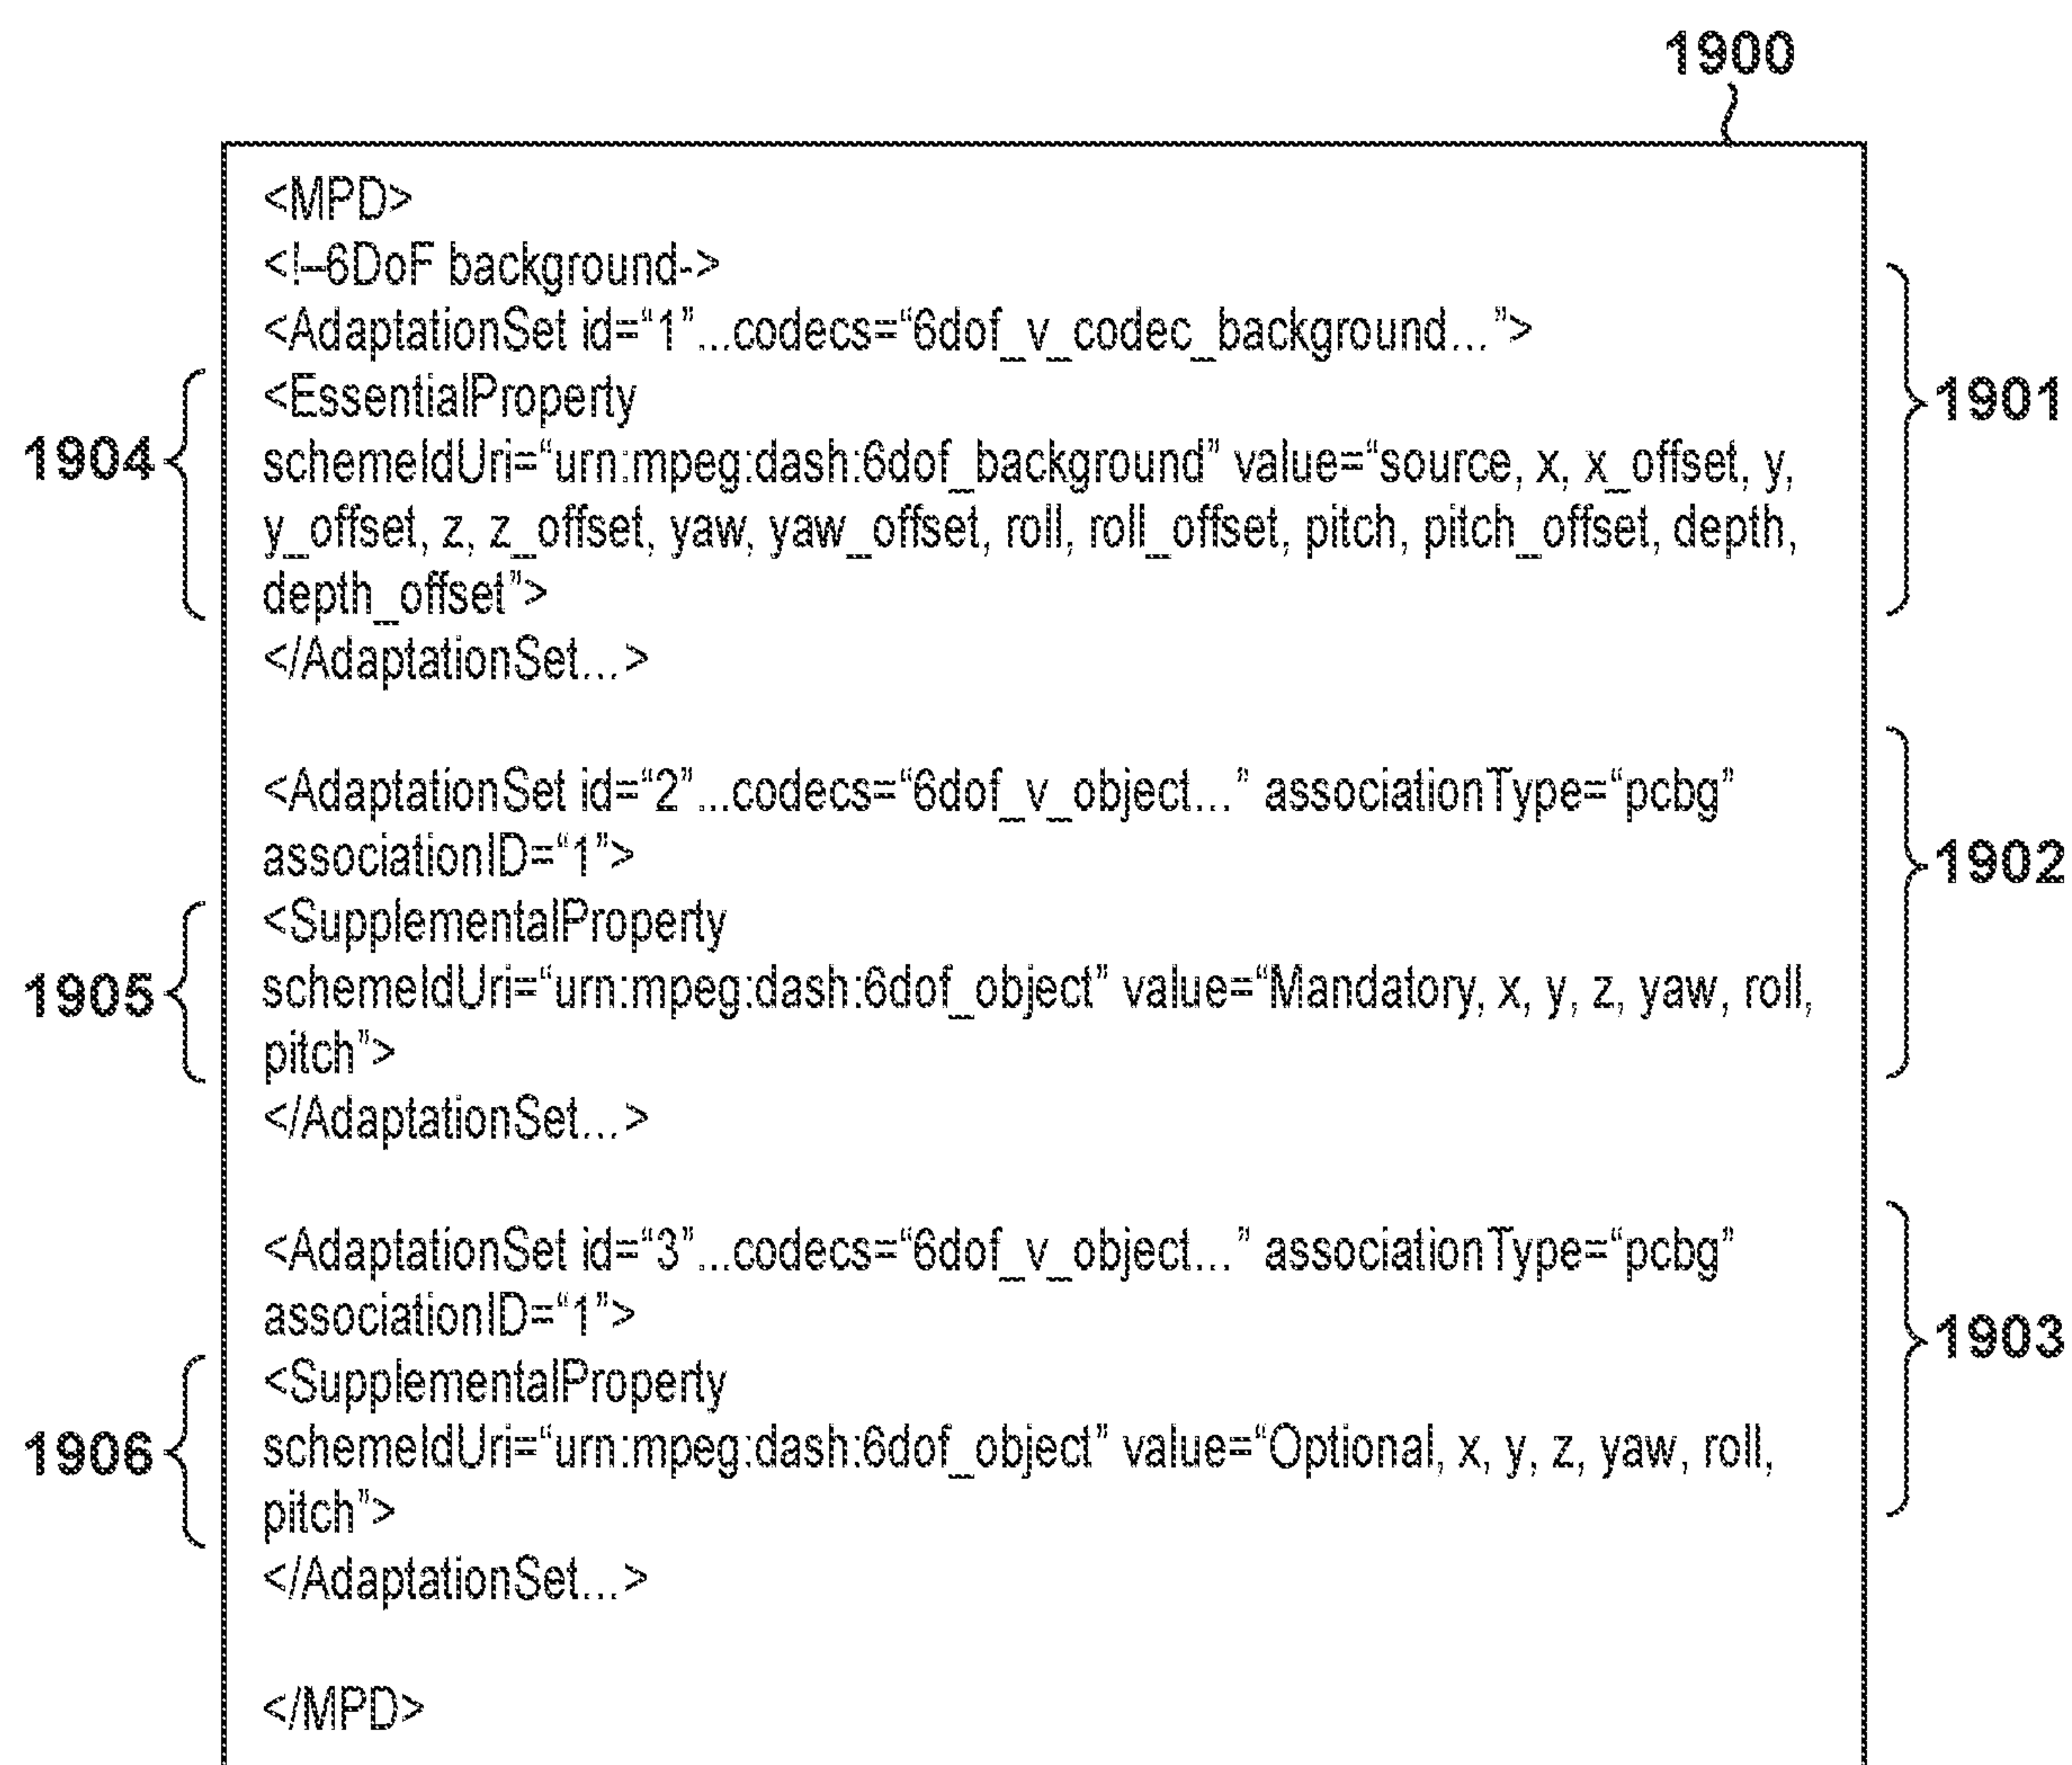 1900
<MPD>
<!–6DoF background->
<AdaptationSet id=“1”...codecs=“6dof_v_codec_background...”>
1901
<EssentialProperty
1904
schemeIdUri=“urn:mpeg:dash:6dof_background” value=“source, x, x_offset, y,
y_offset, z, z_offset, yaw, yaw_offset, roll, roll_offset, pitch, pitch_offset, depth,
depth_offset”>
</AdaptationSet...>
<AdaptationSet id=“2”...codecs=“6dof_v_object...” associationType=“pcbg”
associationID=“1”>
1902
<SupplementalProperty
1905
schemeIdUri=“urn:mpeg:dash:6dof_object” value=“Mandatory, x, y, z, yaw, roll,
pitch”>
</AdaptationSet...>
<AdaptationSet id=“3”...codecs=“6dof_v_object...” associationType=“pcbg”
associationID=“1”>
1903
<SupplementalProperty
1906
schemeIdUri=“urn:mpeg:dash:6dof_object” value=“Optional, x, y, z, yaw, roll,
pitch”>
</AdaptationSet...>
</MPD>